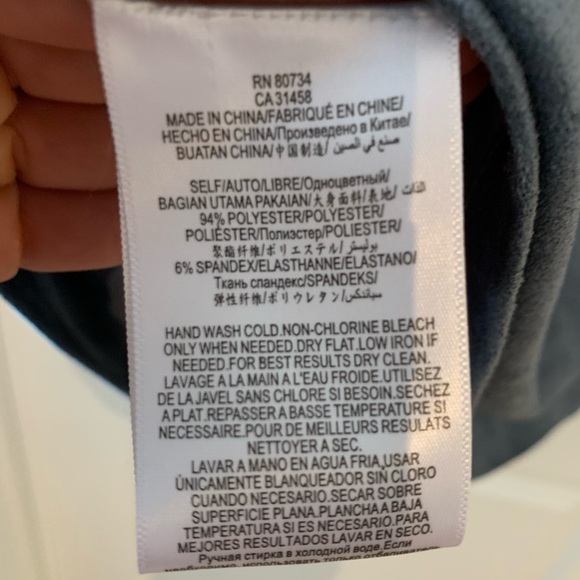 RN 80734
CA 31458
MADE IN CHINA/FABRIQUÉ EN CHINE/
HECHO EN CHINA/Произведено в Китае/
BUATAN CHINA/中国制造/ صنع في الصين
SELF/AUTO/LIBRE/Одноцветный/
BAGIAN UTAMA PAKAIAN/大身面料/表地/ الذات
94% POLYESTER/POLYESTER/
POLIÉSTER/Полиэстер/POLIESTER/
聚酯纤维/ポリエステル/بوليستر/
6% SPANDEX/ELASTHANNE/ELASTANO/
Ткань спандекс/SPANDEKS/
弹性纤维/ポリウレタン/سباندكس
HAND WASH COLD.NON-CHLORINE BLEACH
ONLY WHEN NEEDED.DRY FLAT.LOW IRON IF
NEEDED.FOR BEST RESULTS DRY CLEAN.
LAVAGE A LA MAIN A L'EAU FROIDE.UTILISEZ
DE LA JAVEL SANS CHLORE SI BESOIN.SECHEZ
A PLAT.REPASSER A BASSE TEMPERATURE SI
NECESSAIRE.POUR DE MEILLEURS RESULATS
NETTOYER A SEC.
LAVAR A MANO EN AGUA FRIA,USAR
ÚNICAMENTE BLANQUEADOR SIN CLORO
CUANDO NECESARIO.SECAR SOBRE
SUPERFICIE PLANA.PLANCHA A BAJA
TEMPERATURA SI ES NECESARIO.PARA
MEJORES RESULTADOS LAVAR EN SECO.
Ручная стирка в холодной воде.Если